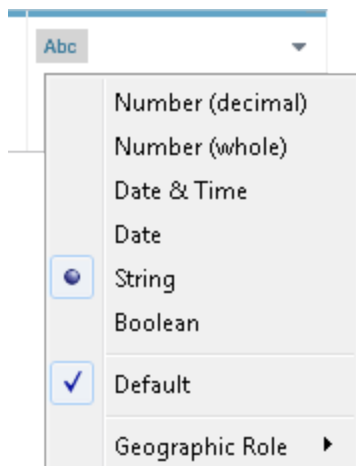 Abc
Number (decimal)
Number (whole)
Date & Time
Date
String
Boolean
Default
Geographic Role